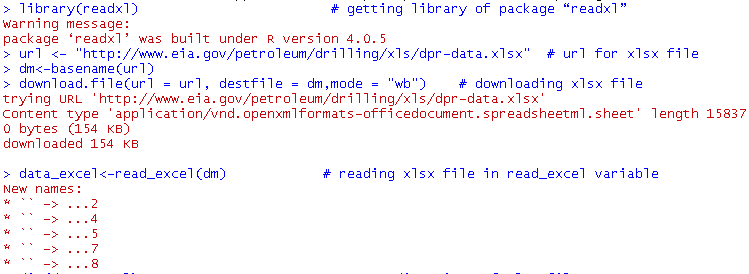 > library(readxl) # getting library of package “readxl”
Warning message:
package ‘readxl’ was built under R version 4.0.5
> url <- "http://www.eia.gov/petroleum/drilling/xls/dpr-data.xlsx" # url for xlsx file
> dm<-basename(url)
> download.file(url = url, destfile = dm,mode = "wb") # downloading xlsx file
trying URL 'http://www.eia.gov/petroleum/drilling/xls/dpr-data.xlsx'
Content type 'application/vnd.openxmlformats-officedocument.spreadsheetml.sheet' length 15837
0 bytes (154 KB)
downloaded 154 KB
> data_excel<-read_excel(dm) # reading xlsx file in read_excel variable
New names:
* `` -> ...2
* `` -> ...4
* `` -> ...5
* `` -> ...7
* `` -> ...8